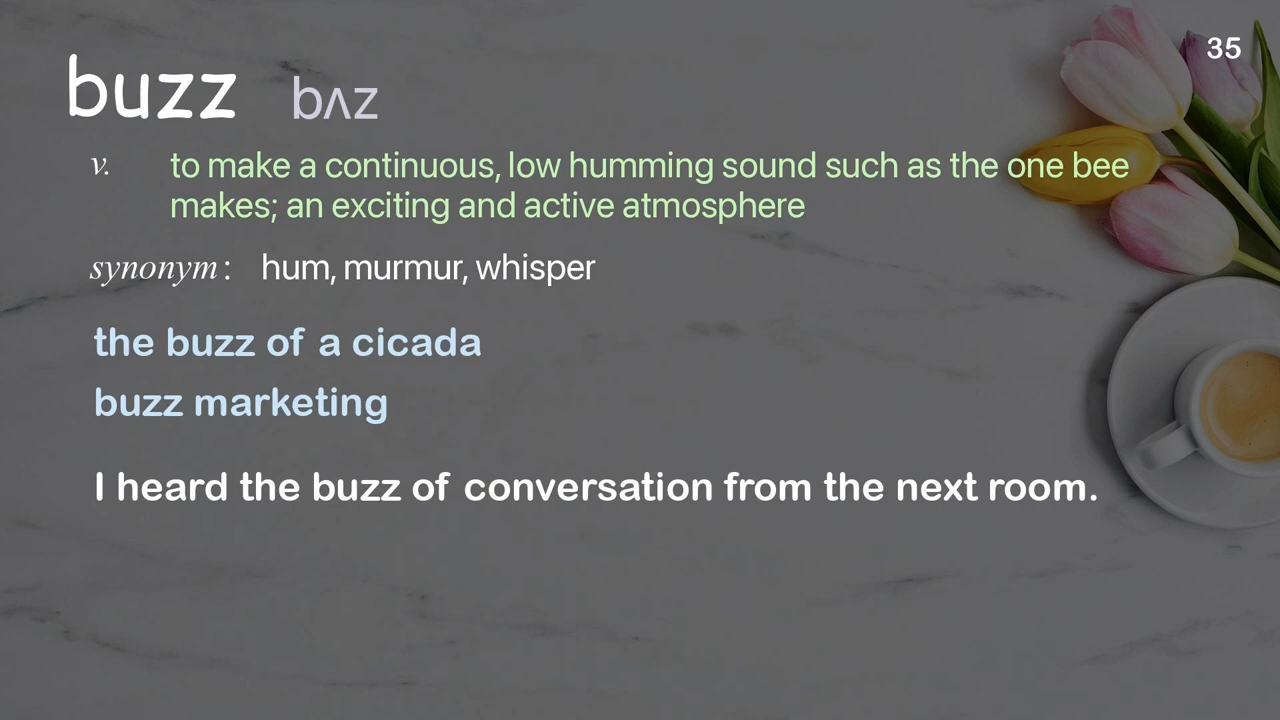 35
buzz bʌz
v. to make a continuous, low humming sound such as the one bee
makes; an exciting and active atmosphere
synonym: hum, murmur, whisper
the buzz of a cicada
buzz marketing
I heard the buzz of conversation from the next room.